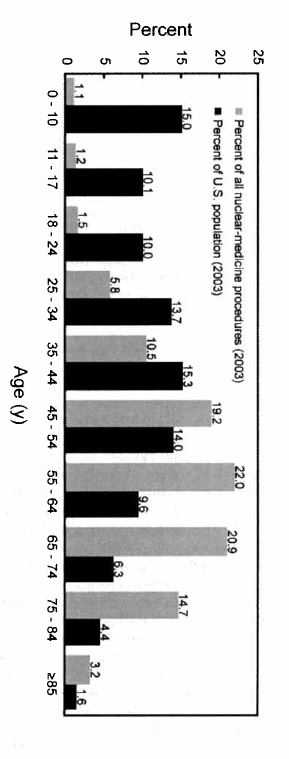 Percent
25
20
15
10
5
0
Percent of all nuclear-medicine procedures (2003)
Percent of U.S. population (2003)
1.1
15.0
1.2
10.1
1.5
10.0
5.8
13.7
10.5
15.3
19.2
14.0
22.0
9.6
20.9
6.3
14.7
4.4
3.2
1.6
0 - 10
11 - 17
18 - 24
25 - 34
35 - 44
45 - 54
55 - 64
65 - 74
75 - 84
≥85
Age (y)